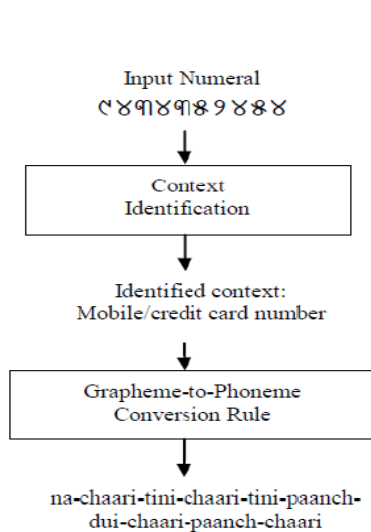 Input Numeral
୯୪୩୪୩୫୨୪୫୪
Context
Identification
Identified context:
Mobile/credit card number
Grapheme-to-Phoneme
Conversion Rule
na-chaari-tini-chaari-tini-paanch-
dui-chaari-paanch-chaari